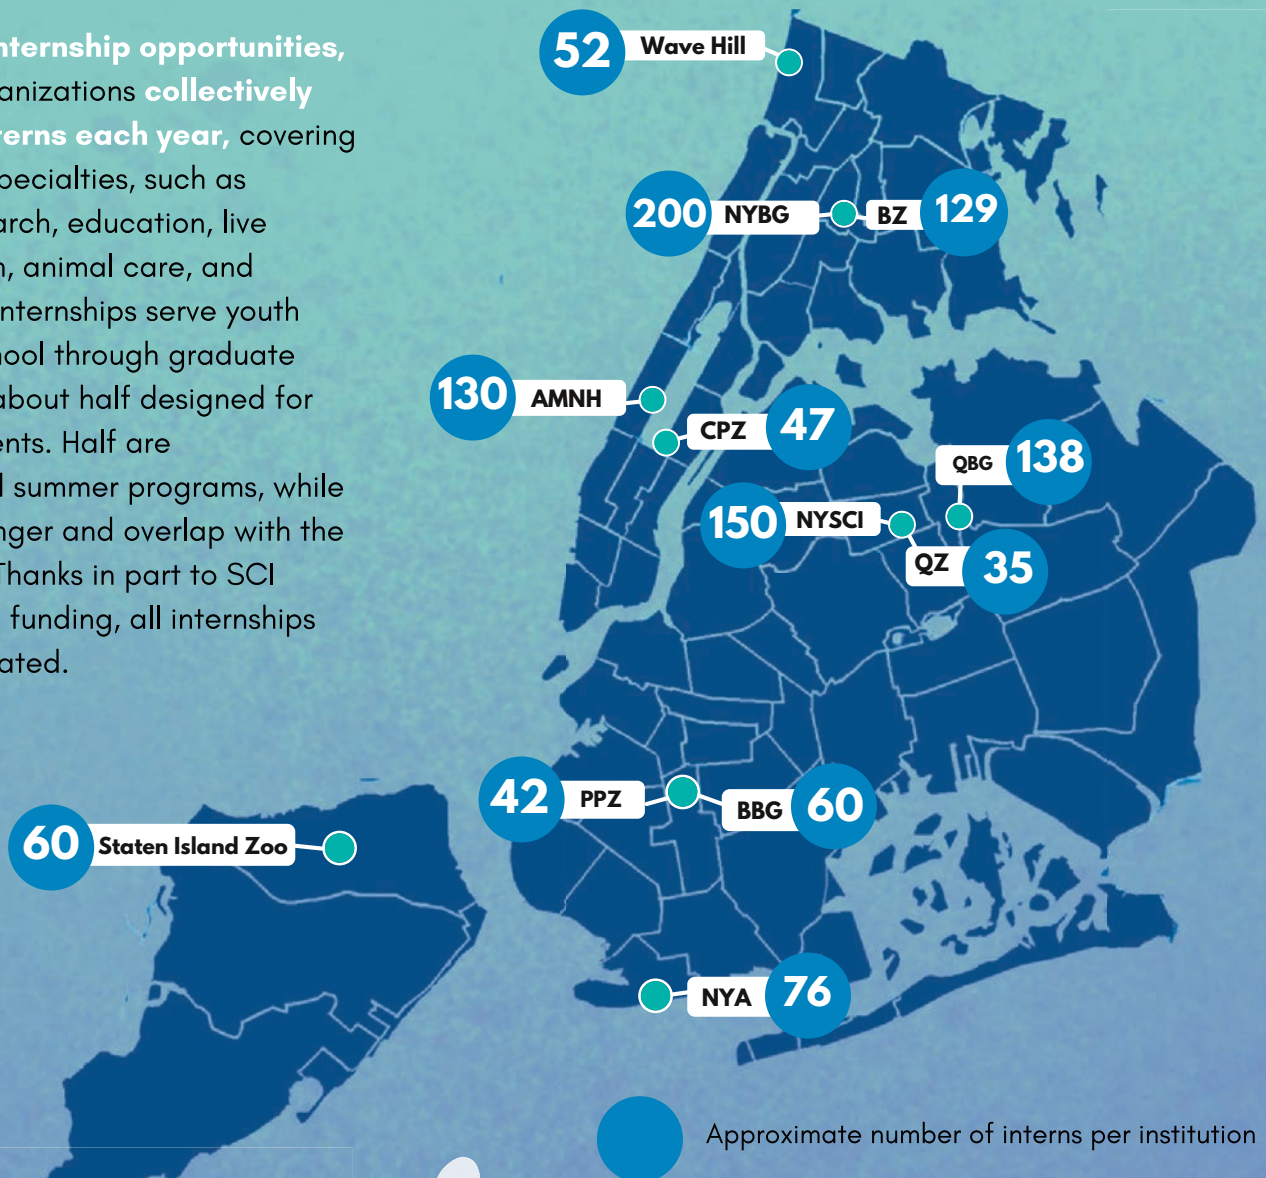 nternship opportunities,
anizations collectively
terns each year, covering
pecialties, such as
arch, education, live
n, animal care, and
internships serve youth
hool through graduate
about half designed for
ents. Half are
l summer programs, while
nger and overlap with the
Thanks in part to SCI
funding, all internships
ated.
52 Wave Hill
200 NYBG
BZ 129
130 AMNH
CPZ 47
QBG 138
150 NYSCI
QZ 35
42 PPZ
BBG 60
60 Staten Island Zoo
NYA 76
Approximate number of interns per institution